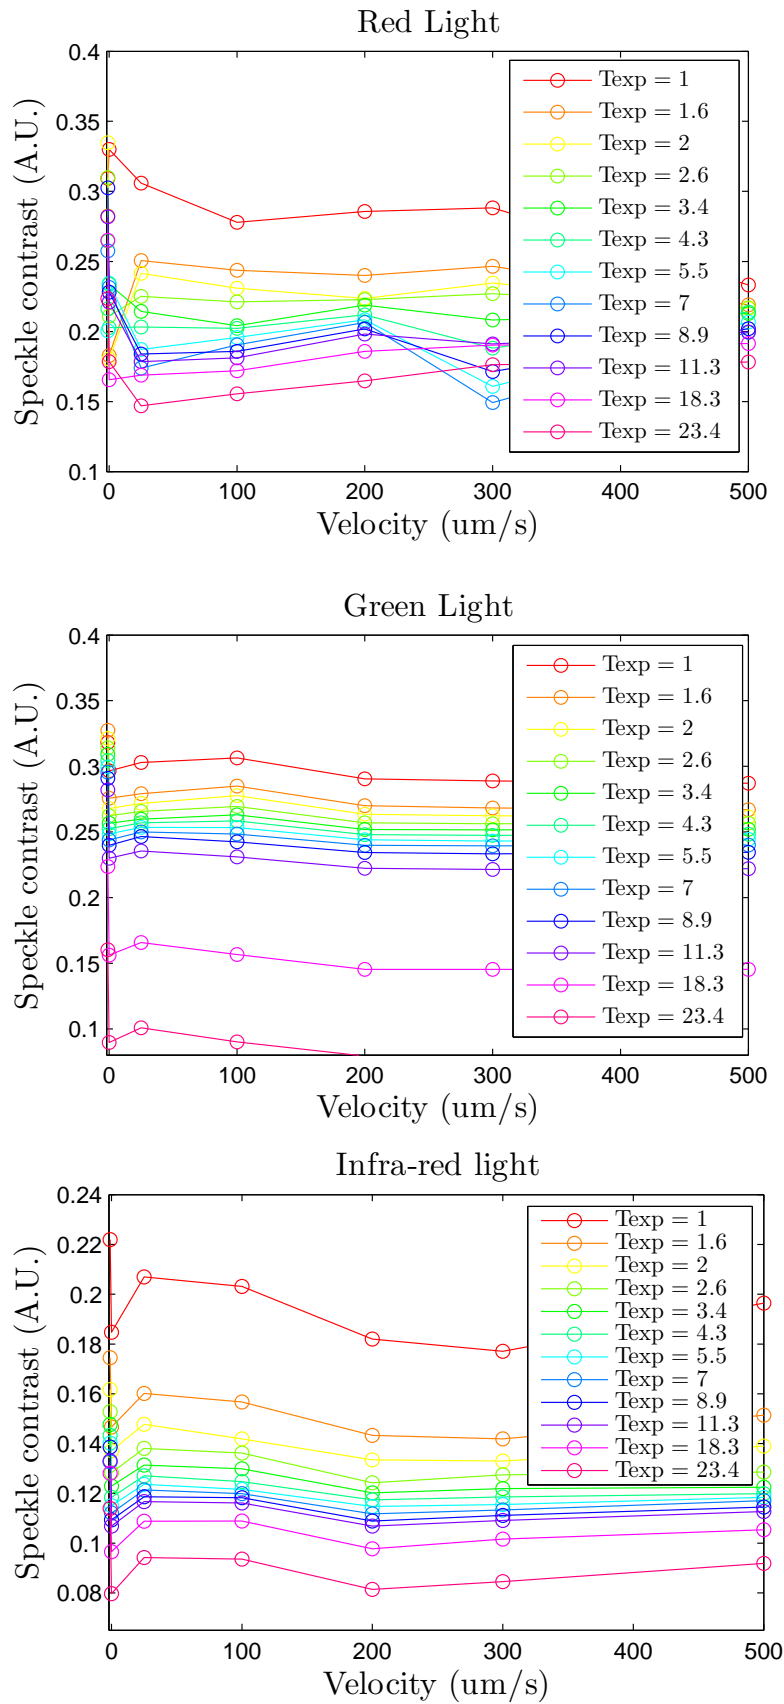 Red Light
Speckle contrast (A.U.)
0.4
0.35
0.3
0.25
0.2
0.15
0.1
0
100
200
300
400
500
Velocity (um/s)
Texp = 1
Texp = 1.6
Texp = 2
Texp = 2.6
Texp = 3.4
Texp = 4.3
Texp = 5.5
Texp = 7
Texp = 8.9
Texp = 11.3
Texp = 18.3
Texp = 23.4
Green Light
Speckle contrast (A.U.)
0.4
0.35
0.3
0.25
0.2
0.15
0.1
0
100
200
300
400
500
Velocity (um/s)
Texp = 1
Texp = 1.6
Texp = 2
Texp = 2.6
Texp = 3.4
Texp = 4.3
Texp = 5.5
Texp = 7
Texp = 8.9
Texp = 11.3
Texp = 18.3
Texp = 23.4
Infra-red light
Speckle contrast (A.U.)
0.24
0.22
0.2
0.18
0.16
0.14
0.12
0.1
0.08
0
100
200
300
400
500
Velocity (um/s)
Texp = 1
Texp = 1.6
Texp = 2
Texp = 2.6
Texp = 3.4
Texp = 4.3
Texp = 5.5
Texp = 7
Texp = 8.9
Texp = 11.3
Texp = 18.3
Texp = 23.4